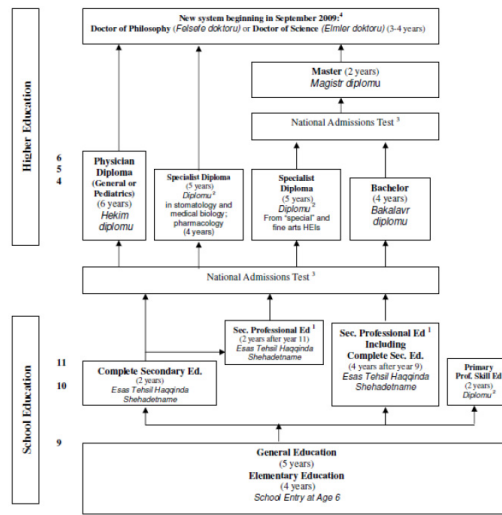 New system beginning in September 2009:4
Doctor of Philosophy (Felsefe doktoru) or Doctor of Science (Elmler doktoru) (3-4 years)
Master (2 years)
Magistr diplomu
National Admissions Test 3
Higher Education
6
5
4
Physician
Diploma
(General or
Pediatrics)
(6 years)
Hekim
diplomu
Specialist Diploma
(5 years)
Diplomu2
in stomatology and
medical biology;
pharmacology
(4 years)
Specialist
Diploma
(5 years)
Diplomu2
From "special" and
fine arts HEIs
Bachelor
(4 years)
Bakalavr
diplomu
National Admissions Test 3
School Education
11
10
9
Complete Secondary Ed.
(2 years)
Esas Tehsil Haqqinda
Shehadetname
Sec. Professional Ed 1
(2 years after year 11)
Esas Tehsil Haqqinda
Shehadetname
Sec. Professional Ed 1
Including
Complete Sec. Ed.
(4 years after year 9)
Esas Tehsil Haqqinda
Shehadetname
Primary
Prof. Skill Ed
(2 years)
Diplomu2
General Education
(5 years)
Elementary Education
(4 years)
School Entry at Age 6